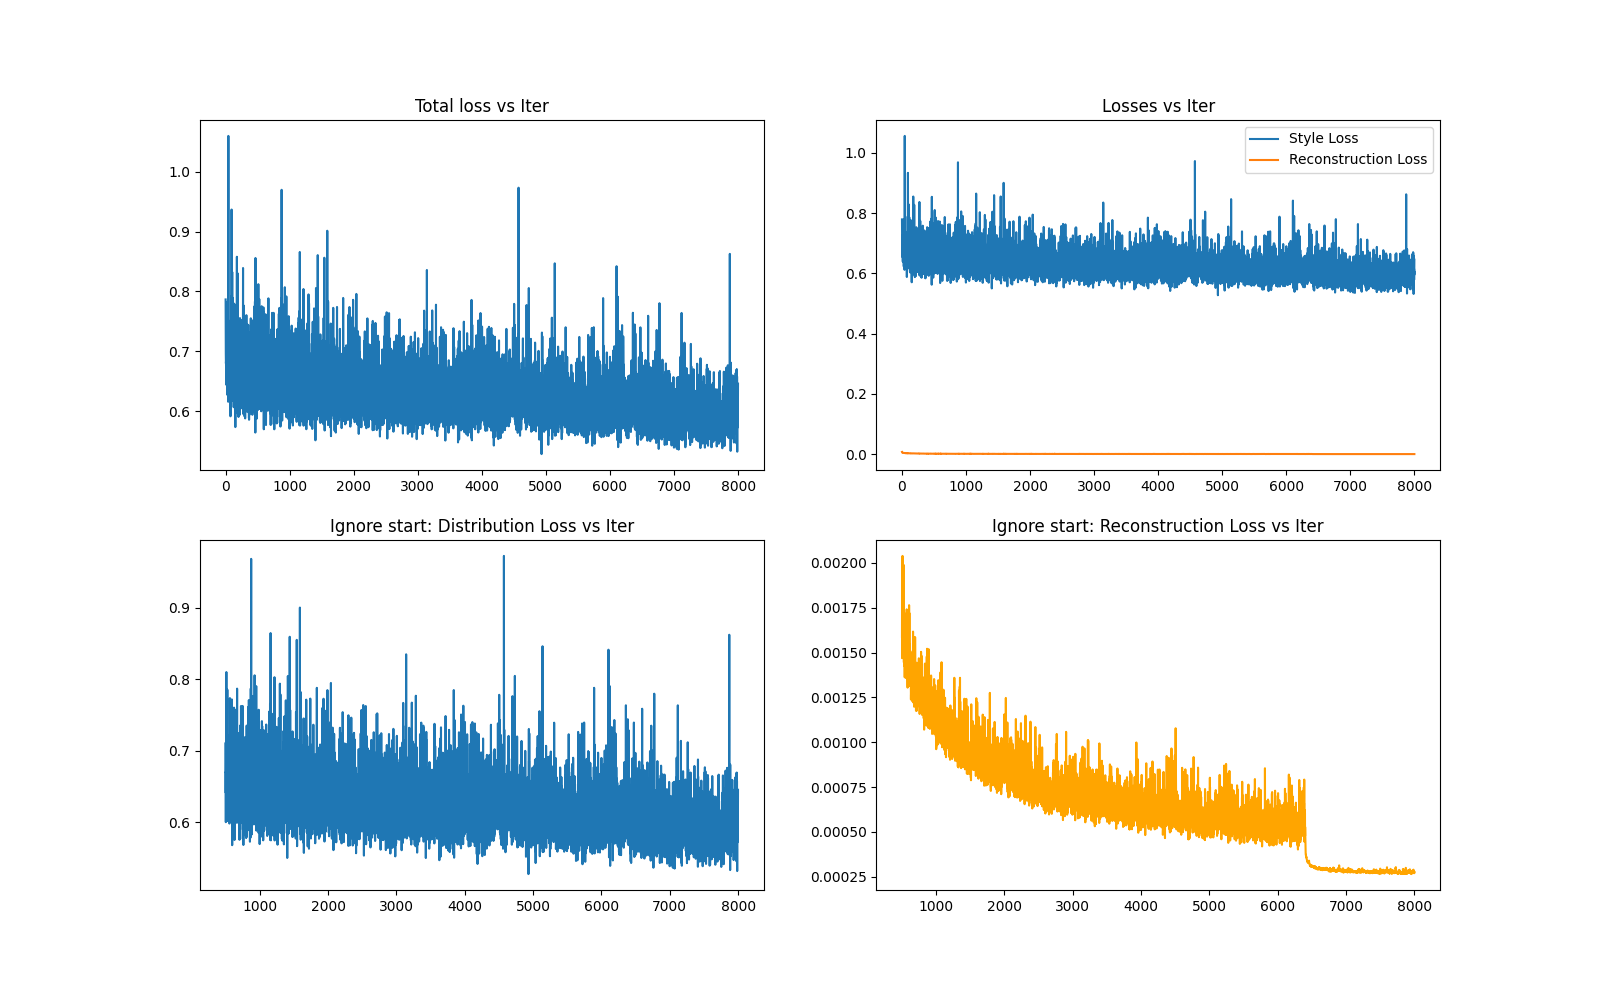 Total loss vs Iter
1.0
0.9
0.8
0.7
0.6
0 1000 2000 3000 4000 5000 6000 7000 8000
Losses vs Iter
Style Loss
Reconstruction Loss
1.0
0.8
0.6
0.4
0.2
0.0
0 1000 2000 3000 4000 5000 6000 7000 8000
Ignore start: Distribution Loss vs Iter
0.9
0.8
0.7
0.6
1000 2000 3000 4000 5000 6000 7000 8000
Ignore start: Reconstruction Loss vs Iter
0.00200
0.00175
0.00150
0.00125
0.00100
0.00075
0.00050
0.00025
1000 2000 3000 4000 5000 6000 7000 8000